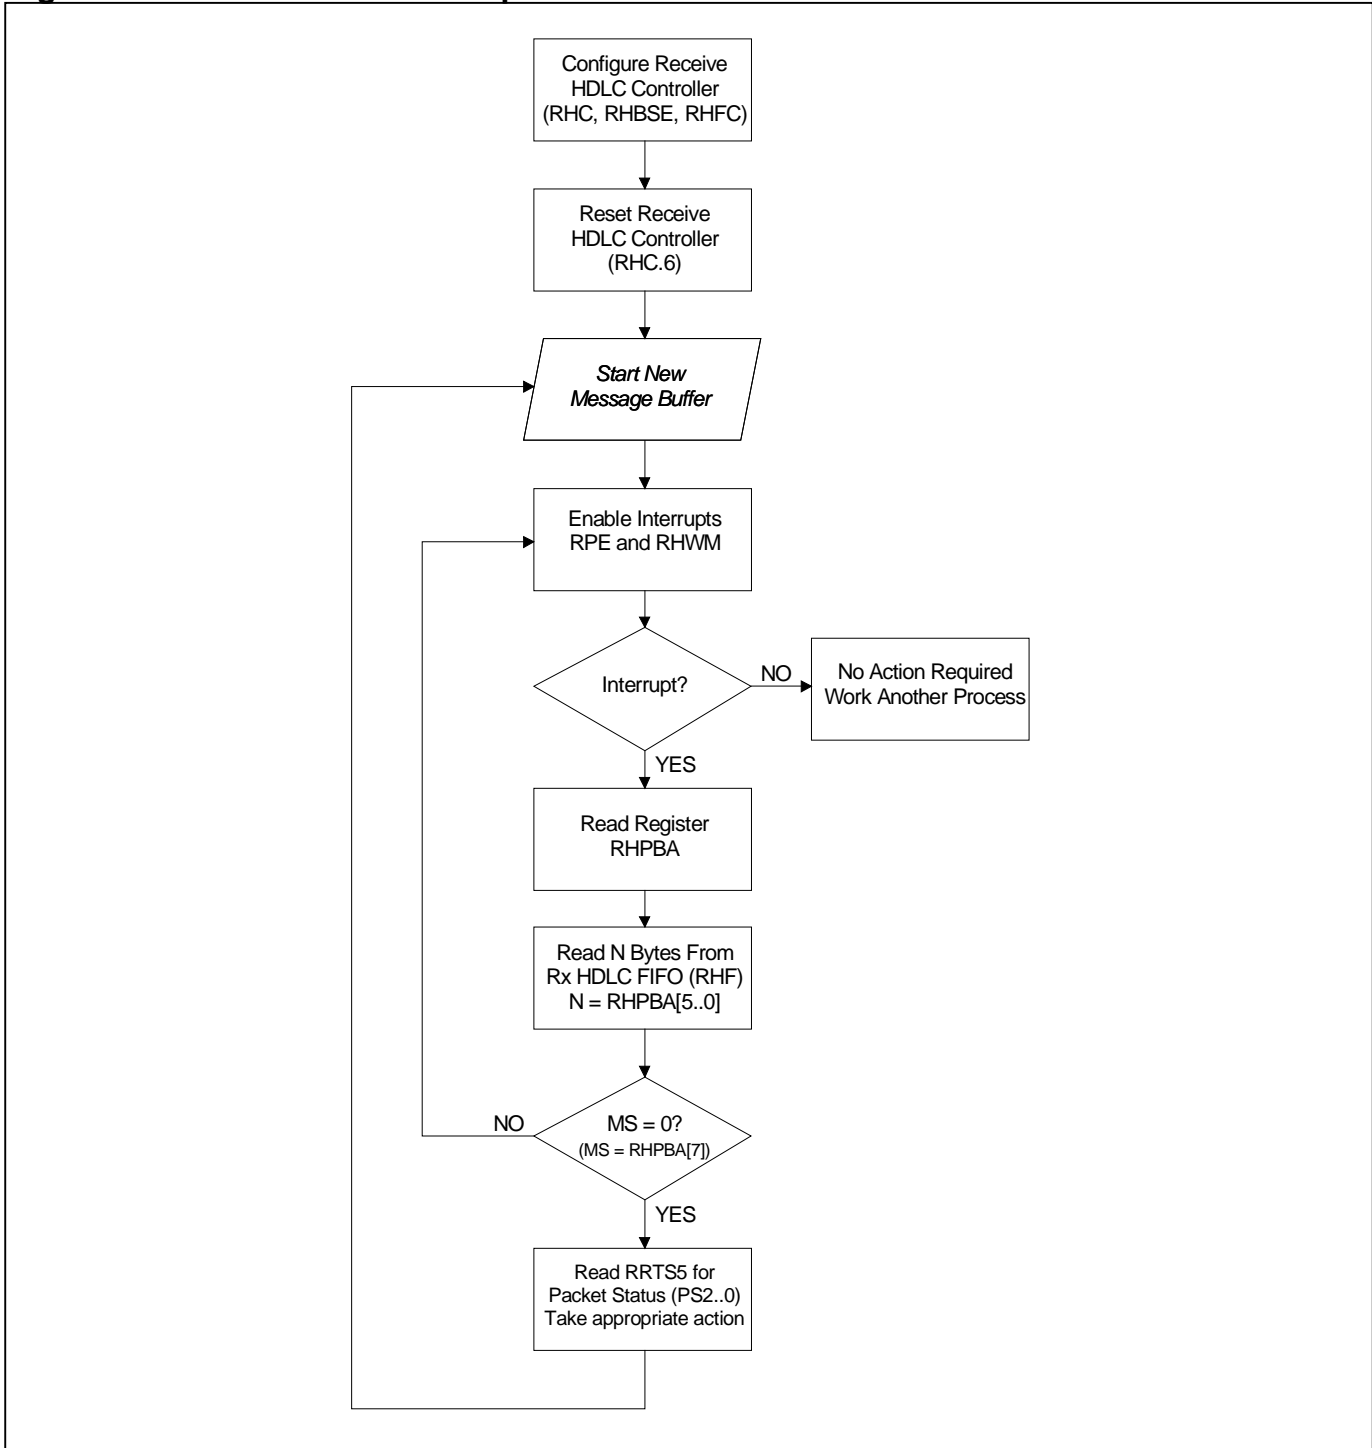 Configure Receive
HDLC Controller
(RHC, RHBSE, RHFC)
Reset Receive
HDLC Controller
(RHC.6)
Start New
Message Buffer
Enable Interrupts
RPE and RHWM
Interrupt?
NO
No Action Required
Work Another Process
YES
Read Register
RHPBA
Read N Bytes From
Rx HDLC FIFO (RHF)
N = RHPBA[5..0]
NO
MS = 0?
(MS = RHPBA[7])
YES
Read RRTS5 for
Packet Status (PS2..0)
Take appropriate action